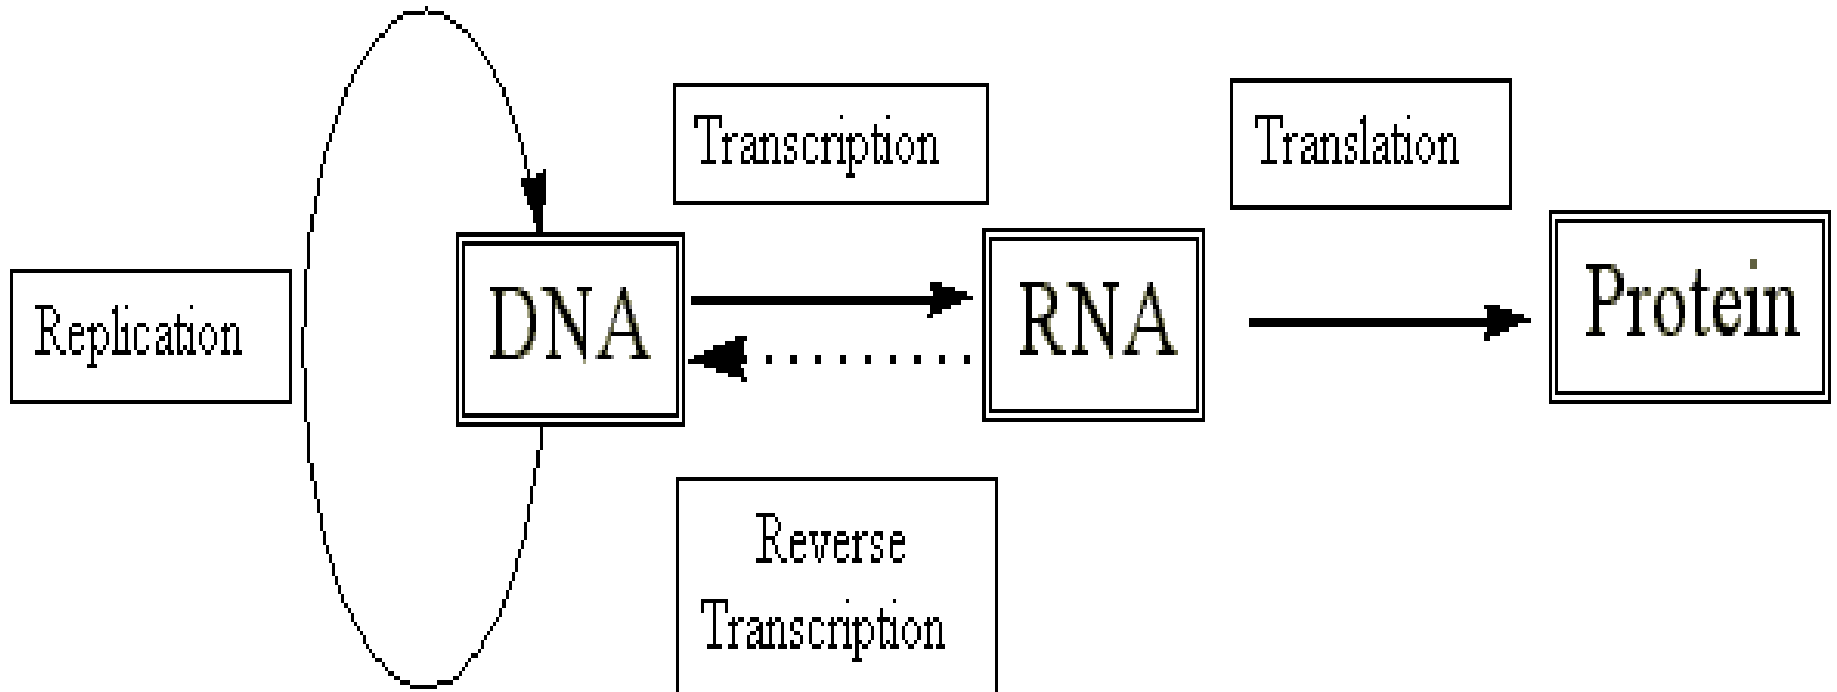 Transcription
Translation
Replication
DNA
RNA
Protein
Reverse
Transcription